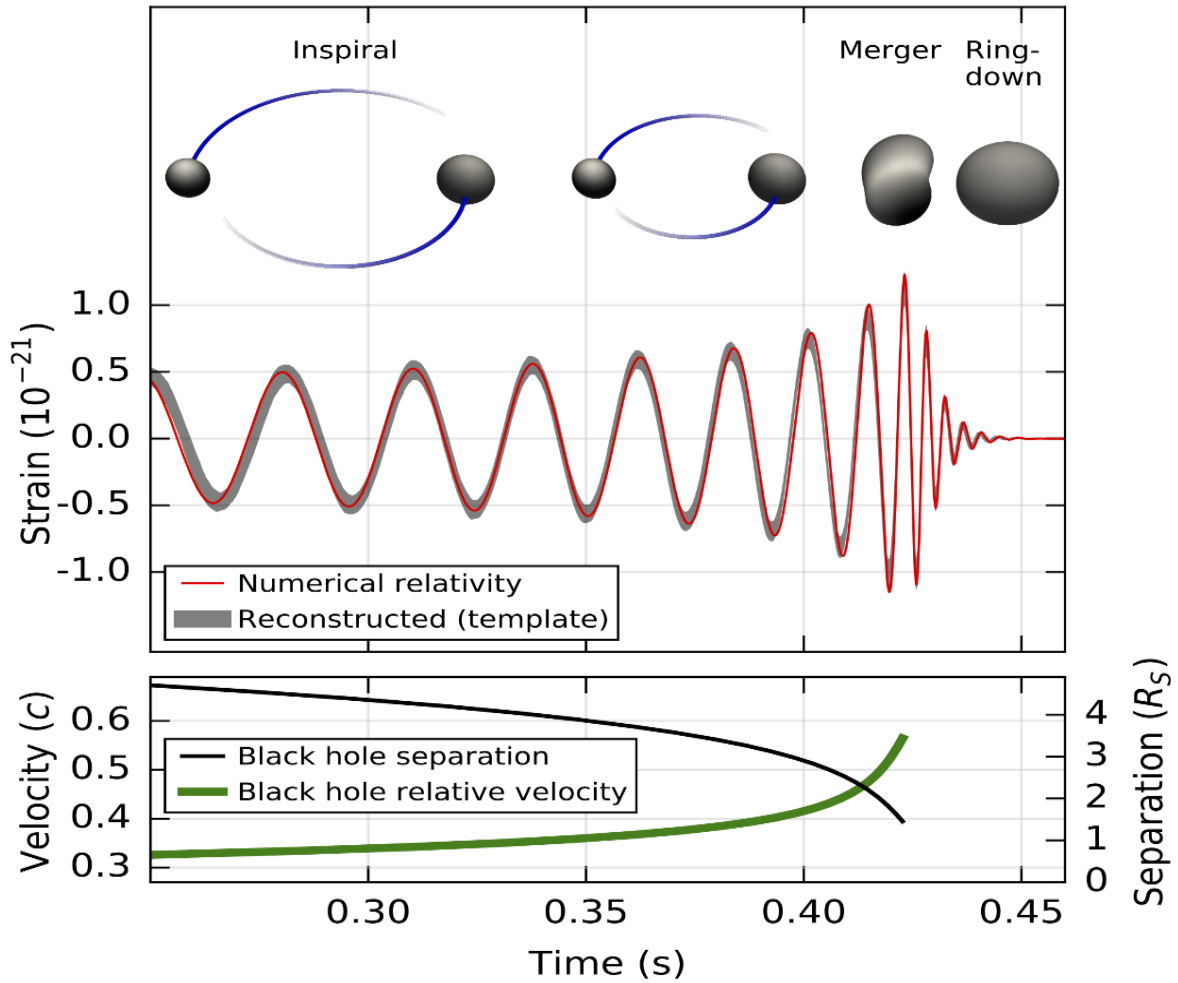 Inspiral
Merger
Ring-
down
Strain (10⁻²¹)
1.0
0.5
0.0
-0.5
-1.0
Numerical relativity
Reconstructed (template)
Velocity (c)
0.6
0.5
0.4
0.3
Black hole separation
Black hole relative velocity
4
3
2
1
0
Separation (R_S)
0.30 0.35 0.40 0.45
Time (s)